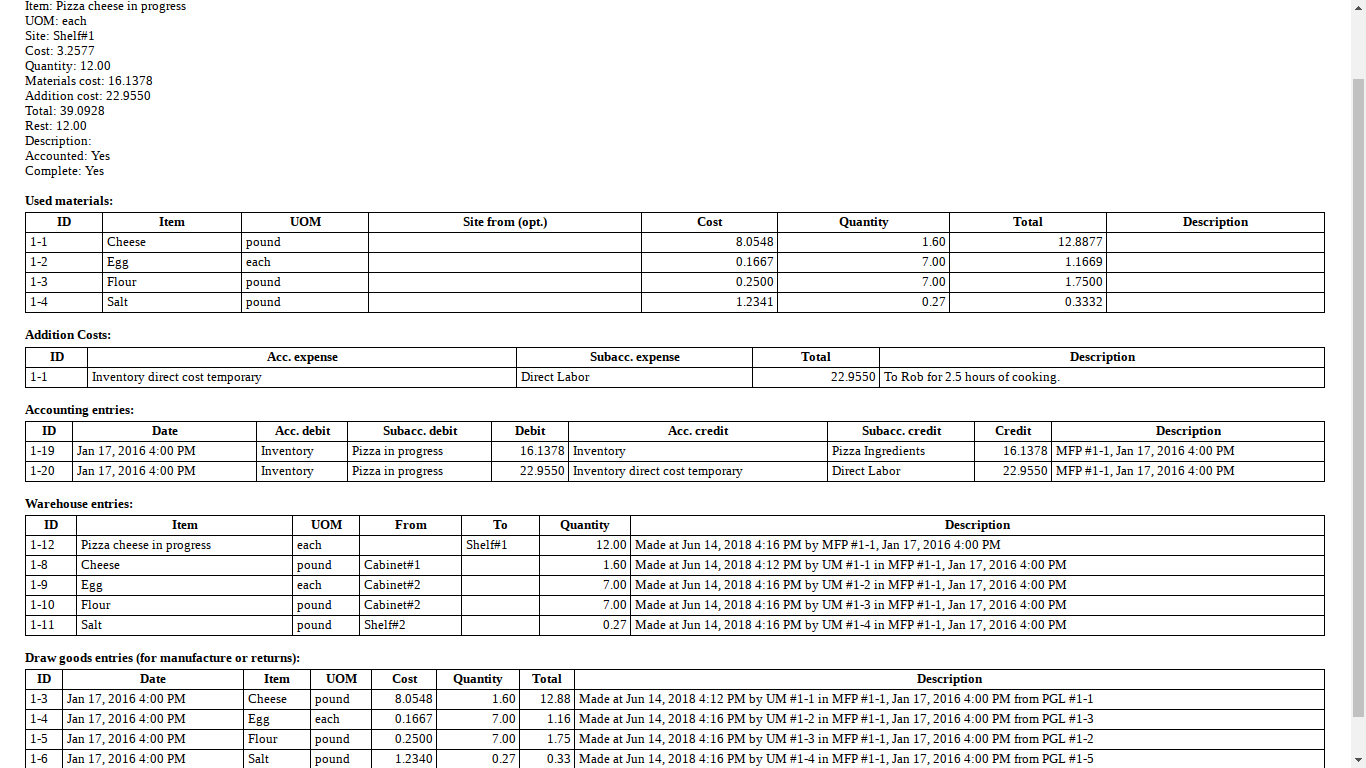 Item: Pizza cheese in progress
UOM: each
Site: Shelf#1
Cost: 3.2577
Quantity: 12.00
Materials cost: 16.1378
Addition cost: 22.9550
Total: 39.0928
Rest: 12.00
Description:
Accounted: Yes
Complete: Yes
Used materials:
ID Item UOM Site from (opt.) Cost Quantity Total Description
1-1 Cheese pound 8.0548 1.60 12.8877
1-2 Egg each 0.1667 7.00 1.1669
1-3 Flour pound 0.2500 7.00 1.7500
1-4 Salt pound 1.2341 0.27 0.3332
Addition Costs:
ID Acc. expense Subacc. expense Total Description
1-1 Inventory direct cost temporary Direct Labor 22.9550 To Rob for 2.5 hours of cooking.
Accounting entries:
ID Date Acc. debit Subacc. debit Debit Acc. credit Subacc. credit Credit Description
1-19 Jan 17, 2016 4:00 PM Inventory Pizza in progress 16.1378 Inventory Pizza Ingredients 16.1378 MFP #1-1, Jan 17, 2016 4:00 PM
1-20 Jan 17, 2016 4:00 PM Inventory Pizza in progress 22.9550 Inventory direct cost temporary Direct Labor 22.9550 MFP #1-1, Jan 17, 2016 4:00 PM
Warehouse entries:
ID Item UOM From To Quantity Description
1-12 Pizza cheese in progress each Shelf#1 12.00 Made at Jun 14, 2018 4:16 PM by MFP #1-1, Jan 17, 2016 4:00 PM
1-8 Cheese pound Cabinet#1 1.60 Made at Jun 14, 2018 4:12 PM by UM #1-1 in MFP #1-1, Jan 17, 2016 4:00 PM
1-9 Egg each Cabinet#2 7.00 Made at Jun 14, 2018 4:16 PM by UM #1-2 in MFP #1-1, Jan 17, 2016 4:00 PM
1-10 Flour pound Cabinet#2 7.00 Made at Jun 14, 2018 4:16 PM by UM #1-3 in MFP #1-1, Jan 17, 2016 4:00 PM
1-11 Salt pound Shelf#2 0.27 Made at Jun 14, 2018 4:16 PM by UM #1-4 in MFP #1-1, Jan 17, 2016 4:00 PM
Draw goods entries (for manufacture or returns):
ID Date Item UOM Cost Quantity Total Description
1-3 Jan 17, 2016 4:00 PM Cheese pound 8.0548 1.60 12.88 Made at Jun 14, 2018 4:12 PM by UM #1-1 in MFP #1-1, Jan 17, 2016 4:00 PM from PGL #1-1
1-4 Jan 17, 2016 4:00 PM Egg each 0.1667 7.00 1.16 Made at Jun 14, 2018 4:16 PM by UM #1-2 in MFP #1-1, Jan 17, 2016 4:00 PM from PGL #1-3
1-5 Jan 17, 2016 4:00 PM Flour pound 0.2500 7.00 1.75 Made at Jun 14, 2018 4:16 PM by UM #1-3 in MFP #1-1, Jan 17, 2016 4:00 PM from PGL #1-2
1-6 Jan 17, 2016 4:00 PM Salt pound 1.2340 0.27 0.33 Made at Jun 14, 2018 4:16 PM by UM #1-4 in MFP #1-1, Jan 17, 2016 4:00 PM from PGL #1-5